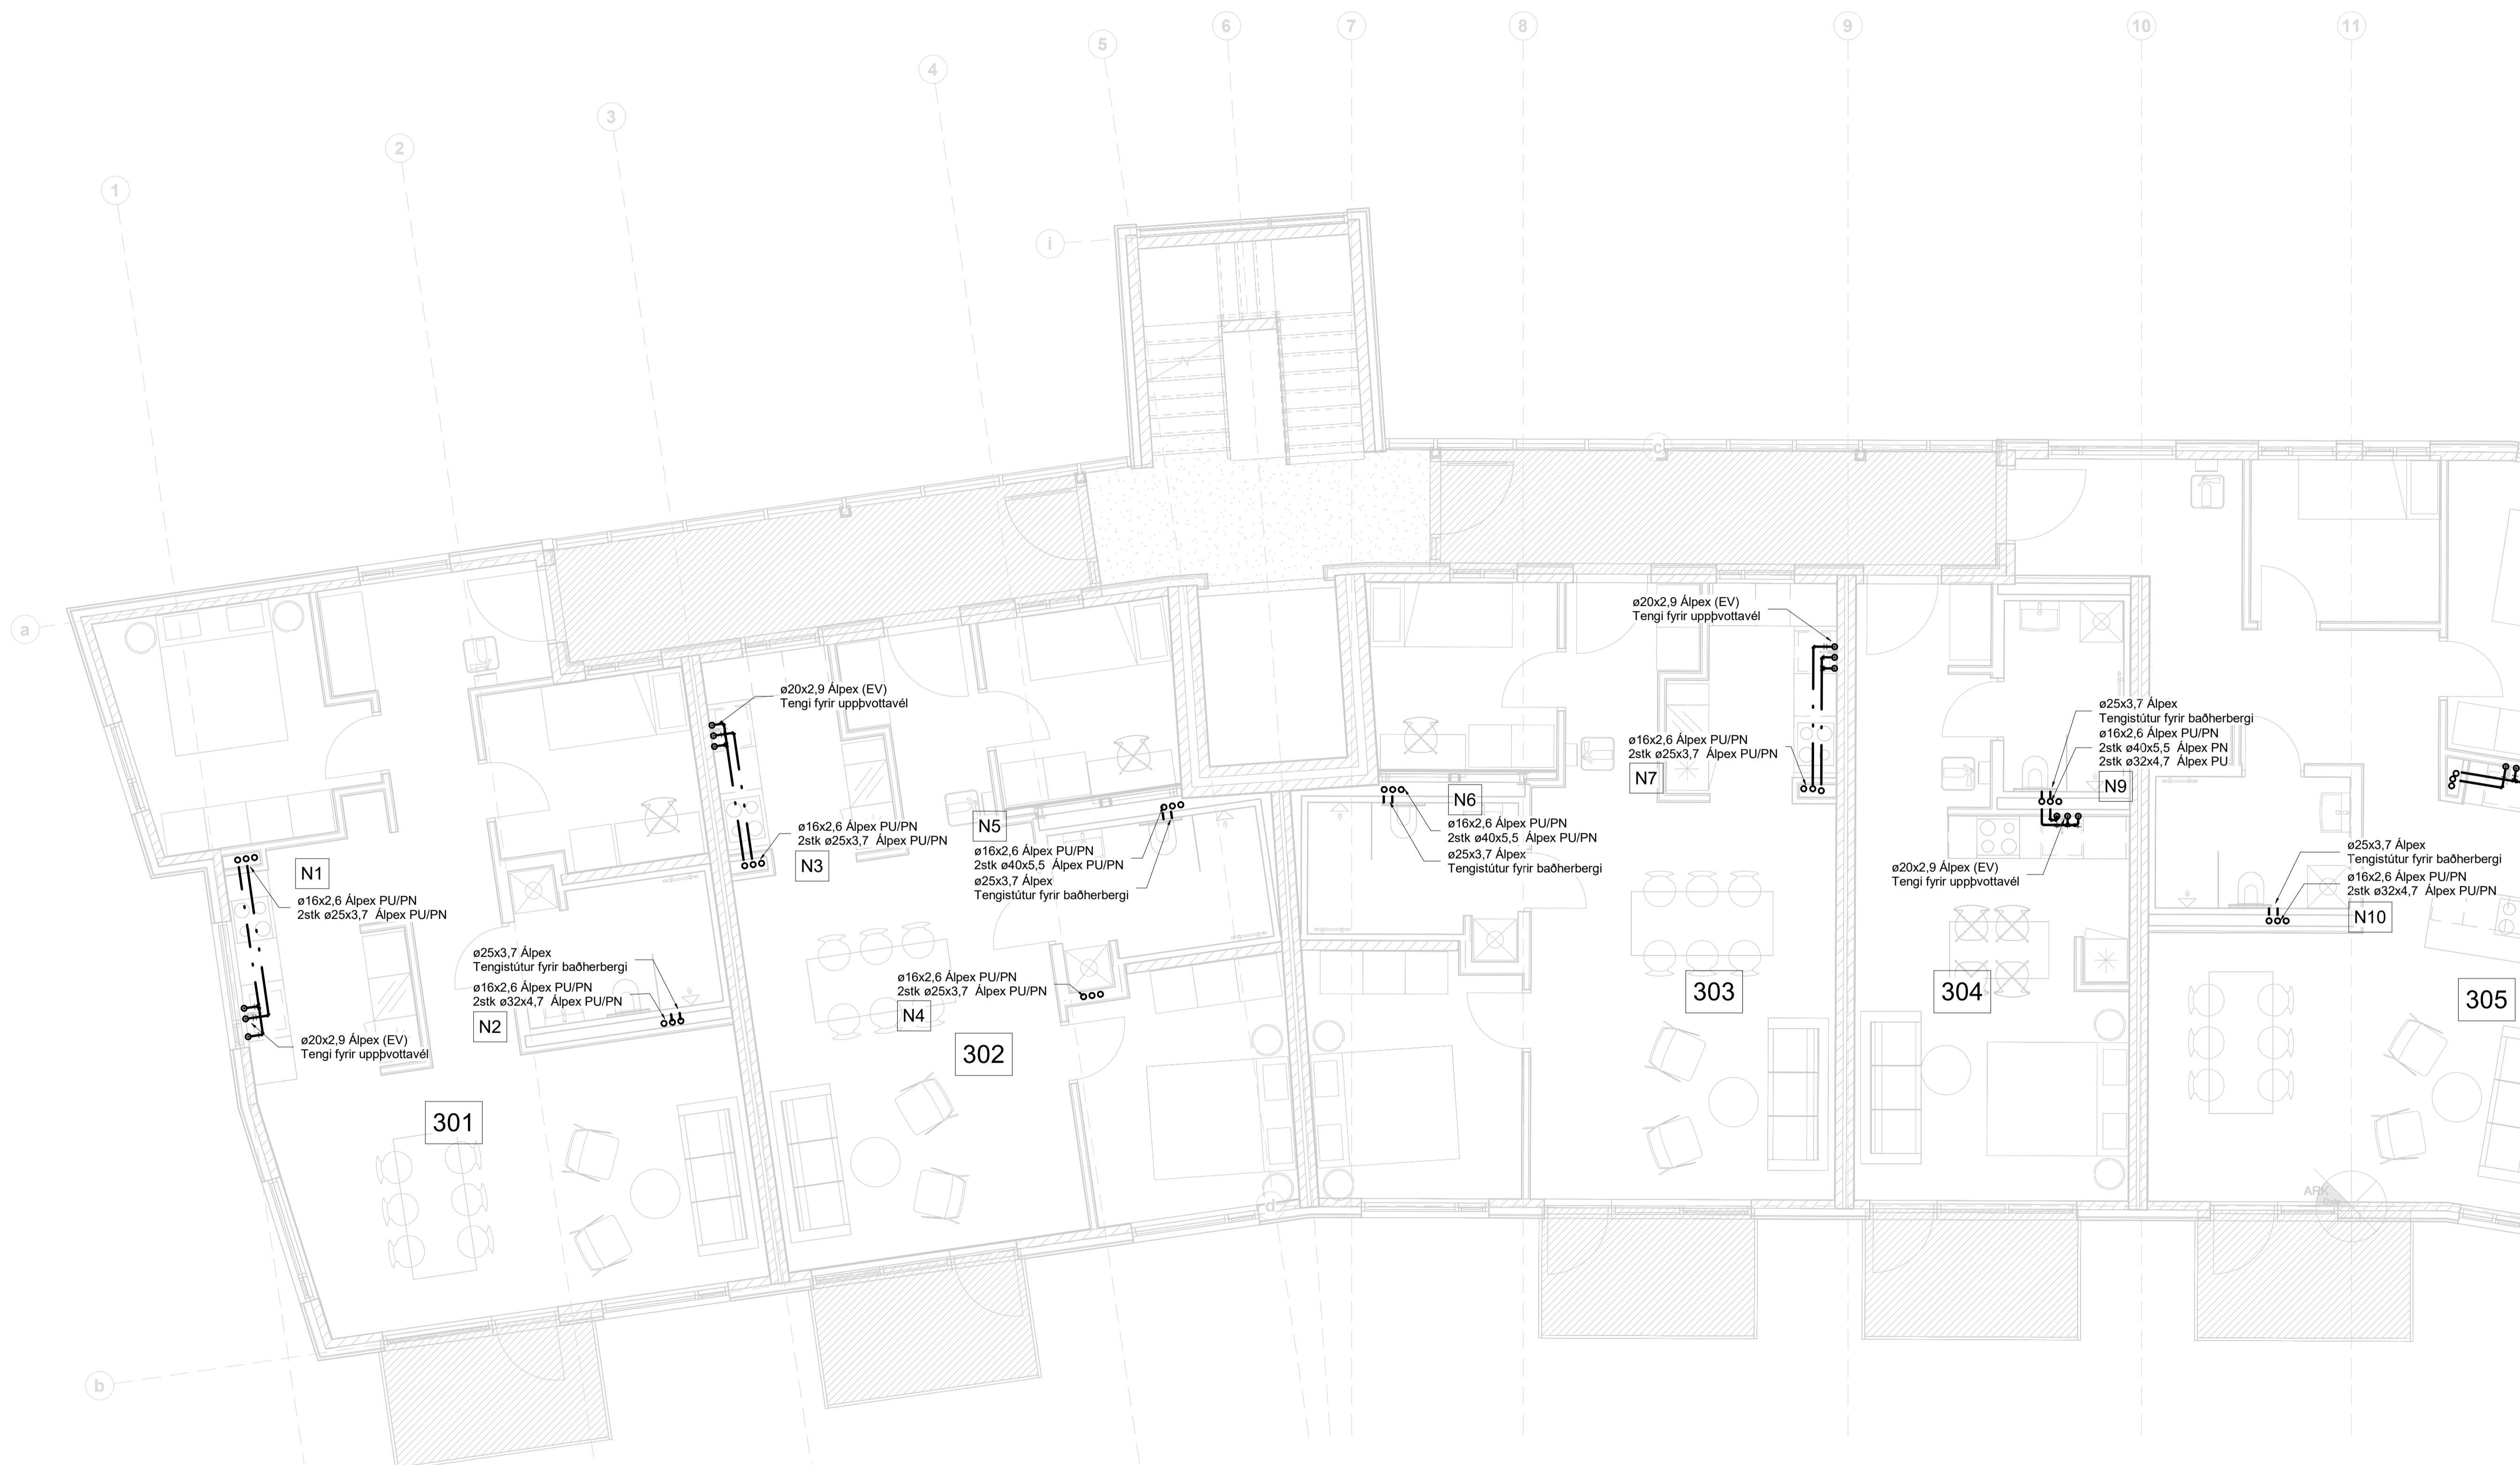 1
2
3
4
5
6
7
8
9
10
11
i
c
a
ø20x2,9 Álpex (EV)
Tengi fyrir uppþvottavél
ø20x2,9 Álpex (EV)
Tengi fyrir uppþvottavél
ø25x3,7 Álpex
Tengistútur fyrir baðherbergi
ø16x2,6 Álpex PU/PN
2stk ø40x5,5 Álpex PN
2stk ø32x4,7 Álpex PU
N9
ø16x2,6 Álpex PU/PN
2stk ø25x3,7 Álpex PU/PN
N7
ø16x2,6 Álpex PU/PN
2stk ø25x3,7 Álpex PU/PN
N3
N5
ø16x2,6 Álpex PU/PN
2stk ø40x5,5 Álpex PU/PN
ø25x3,7 Álpex
Tengistútur fyrir baðherbergi
N6
ø16x2,6 Álpex PU/PN
2stk ø40x5,5 Álpex PU/PN
ø25x3,7 Álpex
Tengistútur fyrir baðherbergi
N1
ø16x2,6 Álpex PU/PN
2stk ø25x3,7 Álpex PU/PN
ø20x2,9 Álpex (EV)
Tengi fyrir uppþvottavél
ø25x3,7 Álpex
Tengistútur fyrir baðherbergi
ø16x2,6 Álpex PU/PN
2stk ø32x4,7 Álpex PU/PN
N10
ø25x3,7 Álpex
Tengistútur fyrir baðherbergi
ø16x2,6 Álpex PU/PN
2stk ø32x4,7 Álpex PU/PN
N2
ø16x2,6 Álpex PU/PN
2stk ø25x3,7 Álpex PU/PN
N4
ø20x2,9 Álpex (EV)
Tengi fyrir uppþvottavél
303
304
305
302
301
ARK
d
b